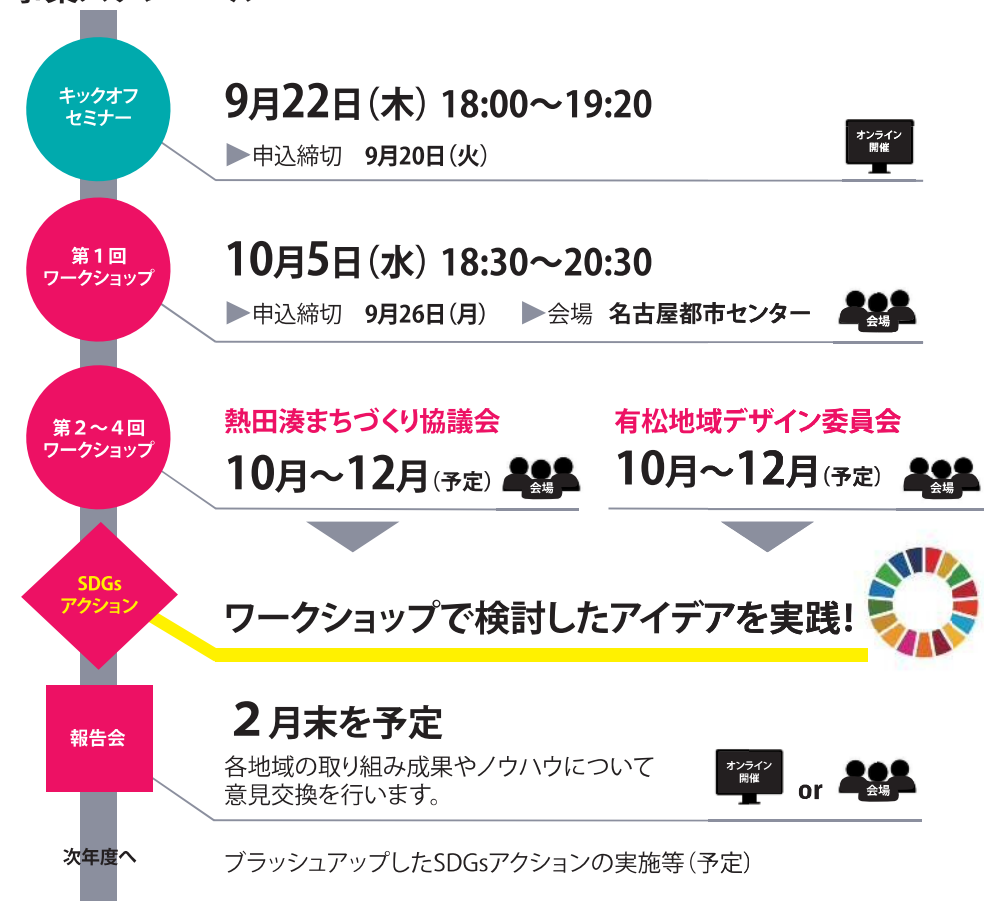 キックオフ
セミナー
9月22日（木）18:00～19:20
▶申込締切 9月20日（火）
オンライン
開催
第1回
ワークショップ
10月5日（水）18:30～20:30
▶申込締切 9月26日（月） ▶会場 名古屋都市センター
会場
第2～4回
ワークショップ
熱田湊まちづくり協議会
10月～12月（予定）
会場
有松地域デザイン委員会
10月～12月（予定）
会場
SDGs
アクション
ワークショップで検討したアイデアを実践！
報告会
2月末を予定
各地域の取り組み成果やノウハウについて
意見交換を行います。
オンライン
開催
or
会場
次年度へ
ブラッシュアップしたSDGsアクションの実施等（予定）